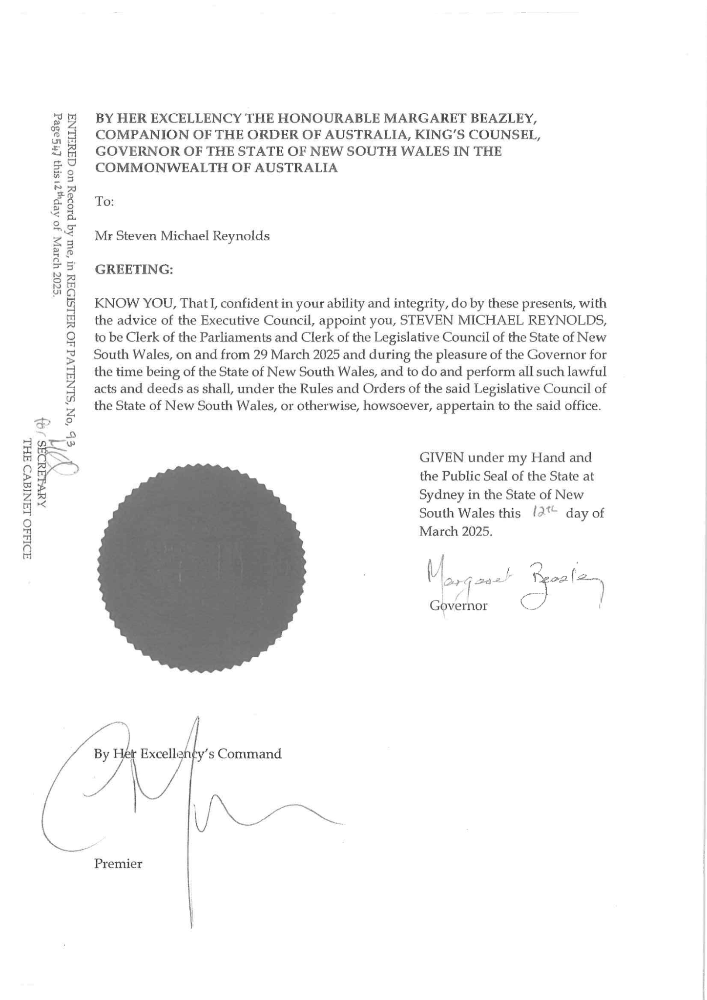 BY HER EXCELLENCY THE HONOURABLE MARGARET BEAZLEY,
COMPANION OF THE ORDER OF AUSTRALIA, KING'S COUNSEL,
GOVERNOR OF THE STATE OF NEW SOUTH WALES IN THE
COMMONWEALTH OF AUSTRALIA
To:
Mr Steven Michael Reynolds
GREETING:
KNOW YOU, That I, confident in your ability and integrity, do by these presents, with
the advice of the Executive Council, appoint you, STEVEN MICHAEL REYNOLDS,
to be Clerk of the Parliaments and Clerk of the Legislative Council of the State of New
South Wales, on and from 29 March 2025 and during the pleasure of the Governor for
the time being of the State of New South Wales, and to do and perform all such lawful
acts and deeds as shall, under the Rules and Orders of the said Legislative Council of
the State of New South Wales, or otherwise, howsoever, appertain to the said office.
GIVEN under my Hand and
the Public Seal of the State at
Sydney in the State of New
South Wales this 12th day of
March 2025.
Margaret Beazley
Governor
By Her Excellency's Command
Premier
ENTERED on Record by me, in REGISTER OF PATENTS, No, 93
Page 547 this 12th day of March 2025.
for SECRETARY
THE CABINET OFFICE